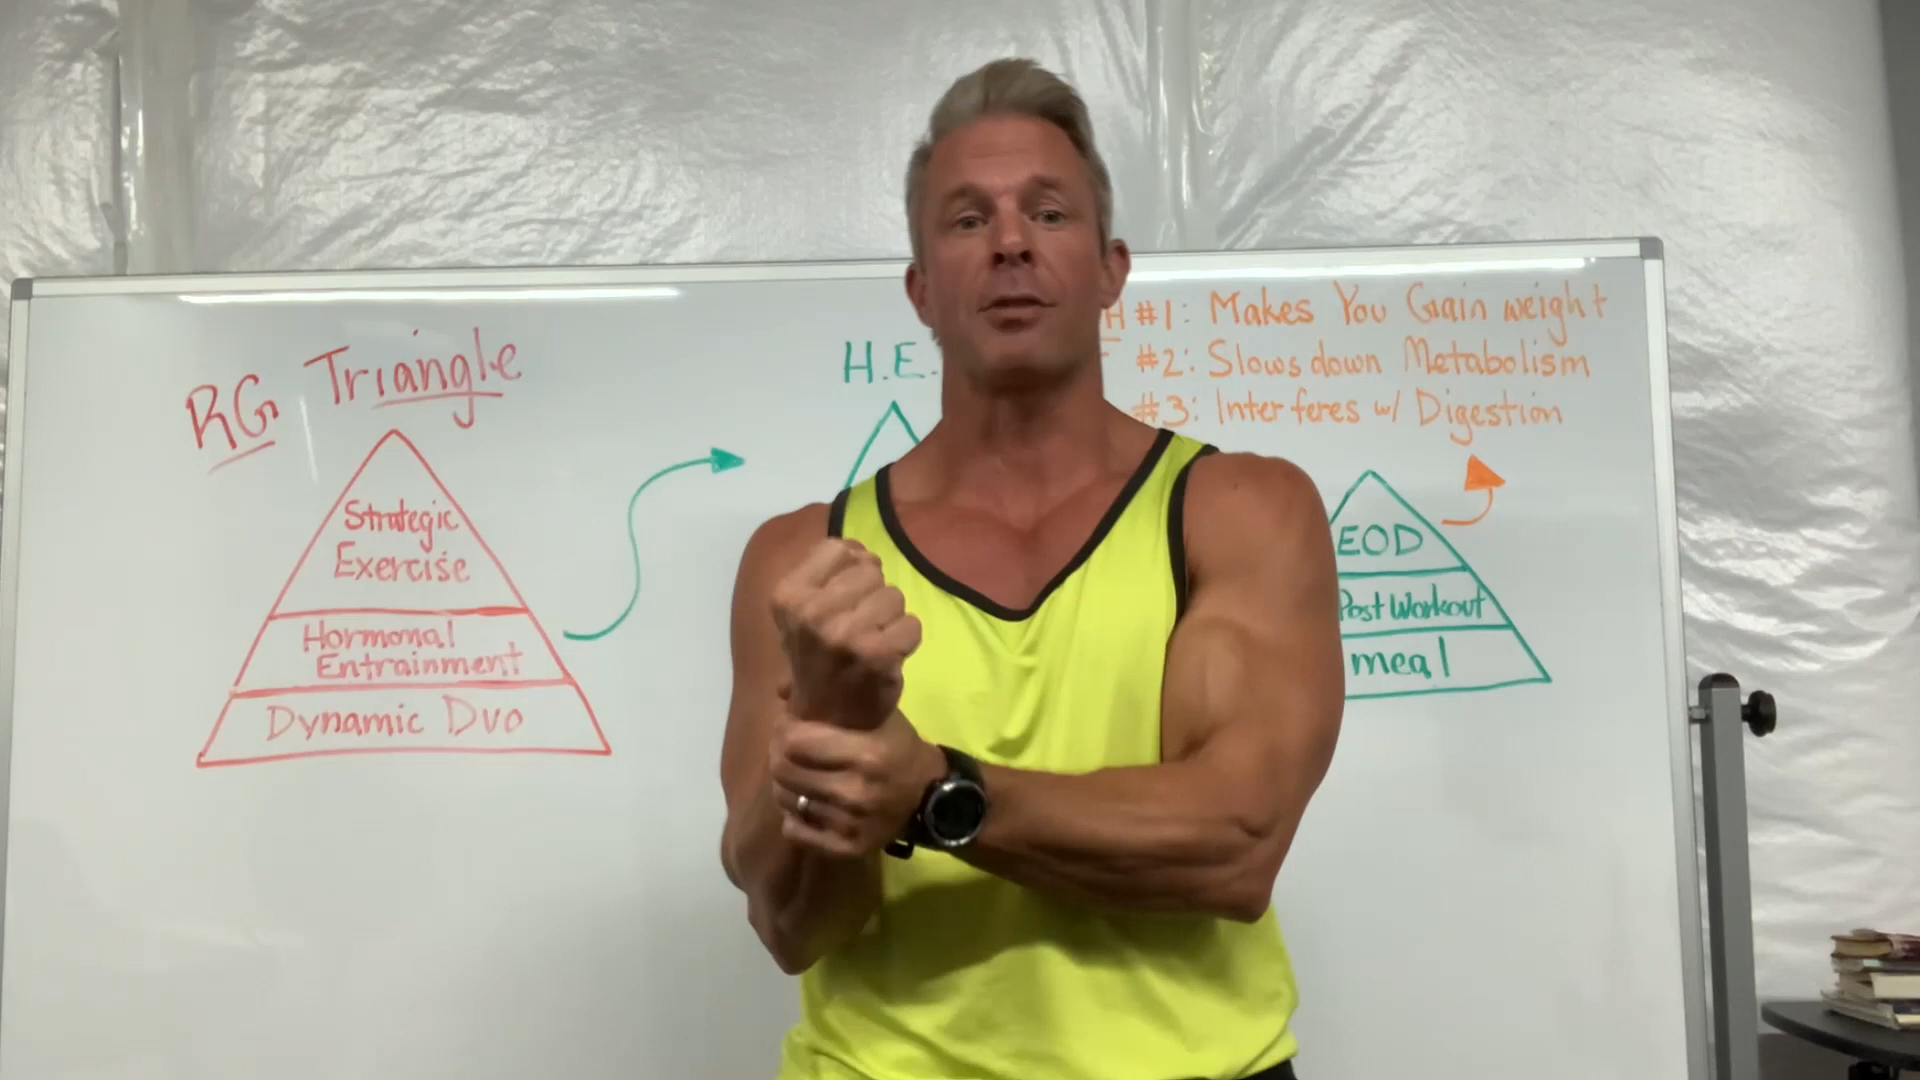 RG Triangle
Strategic
Exercise
Hormonal
Entrainment
Dynamic Duo
H.E.
#1: Makes You Gain weight
#2: Slows down Metabolism
#3: Interferes w/ Digestion
EOD
Post Workout
meal